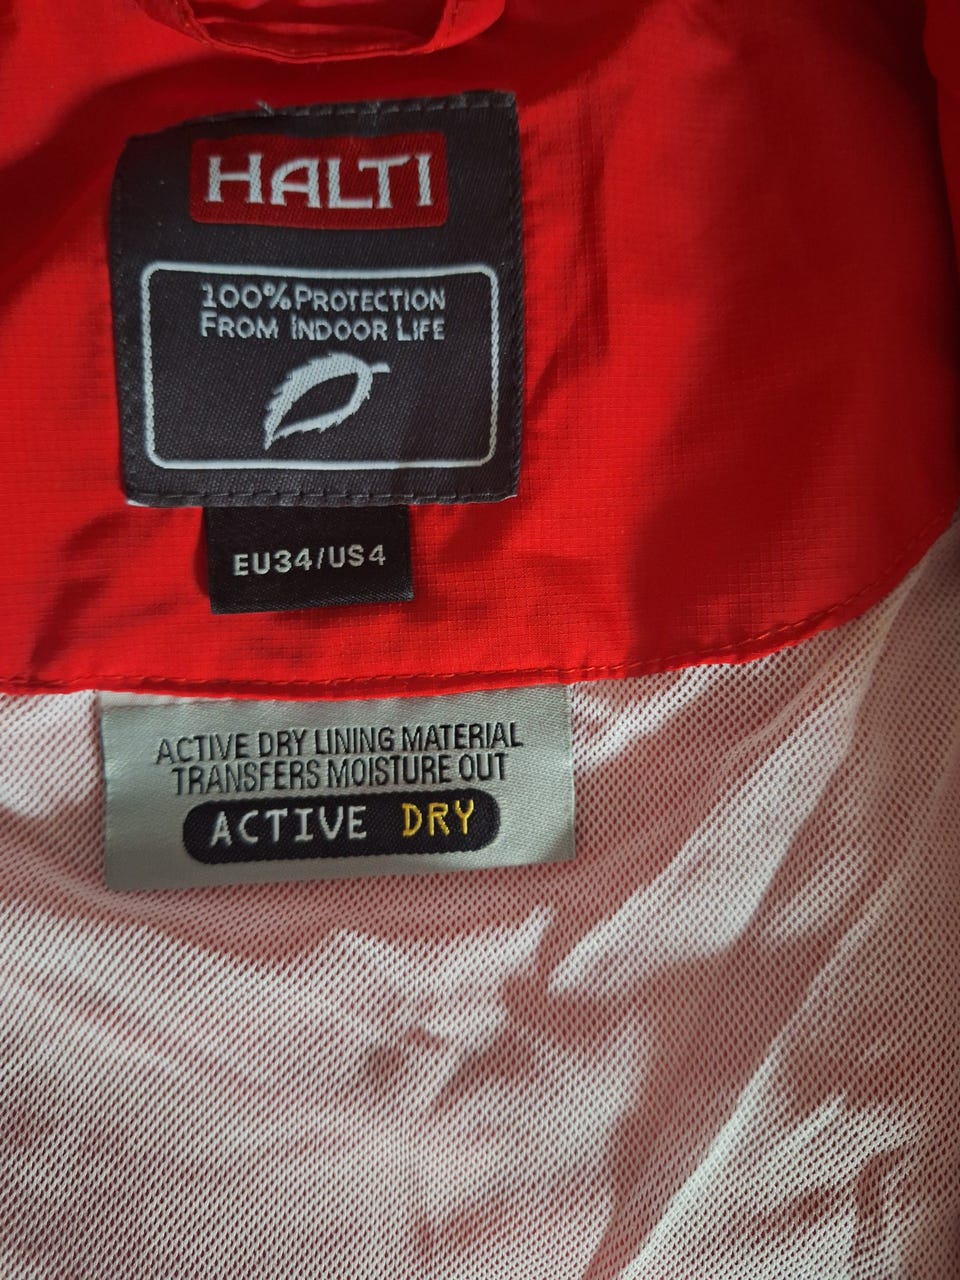 HALTI
100% PROTECTION
FROM INDOOR LIFE
EU34/US4
ACTIVE DRY LINING MATERIAL
TRANSFERS MOISTURE OUT
ACTIVE DRY